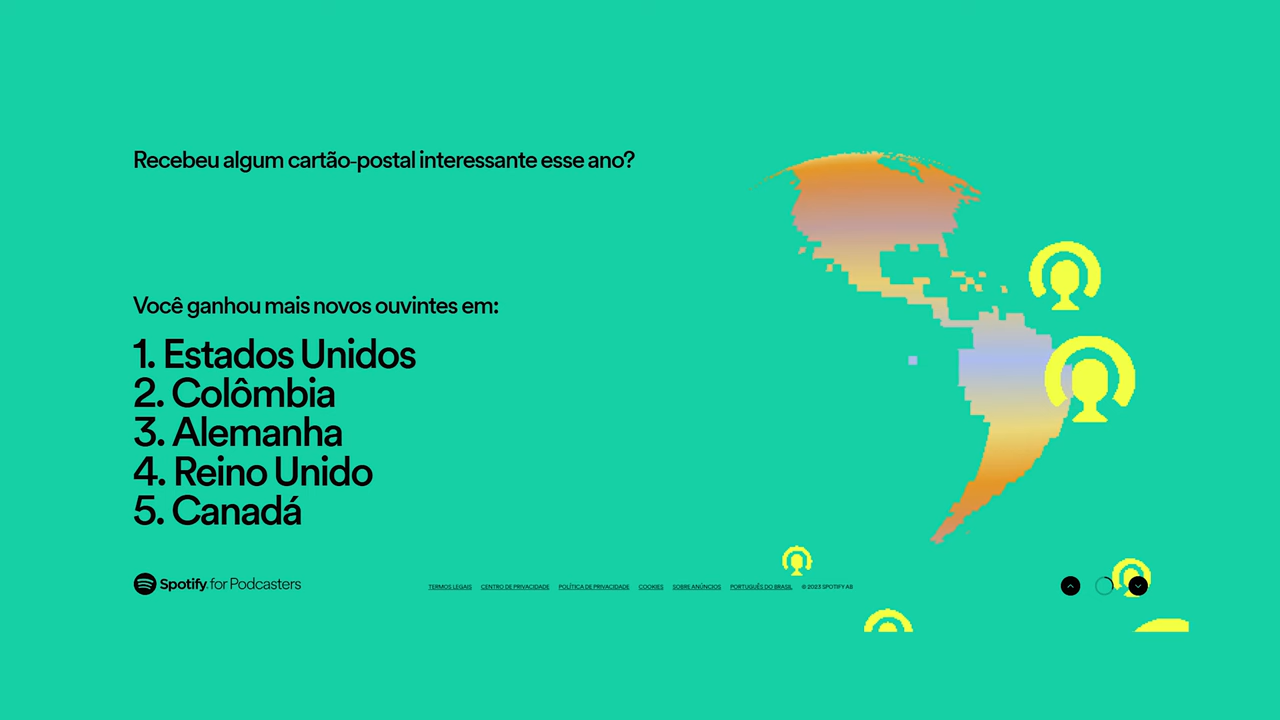 Recebeu algum cartão-postal interessante esse ano?
Você ganhou mais novos ouvintes em:
1. Estados Unidos
2. Colômbia
3. Alemanha
4. Reino Unido
5. Canadá
Spotify for Podcasters
TERMOS LEGAIS CENTRO DE PRIVACIDADE POLÍTICA DE PRIVACIDADE COOKIES SOBRE ANÚNCIOS PORTUGUÊS DO BRASIL © 2023 SPOTIFY AB